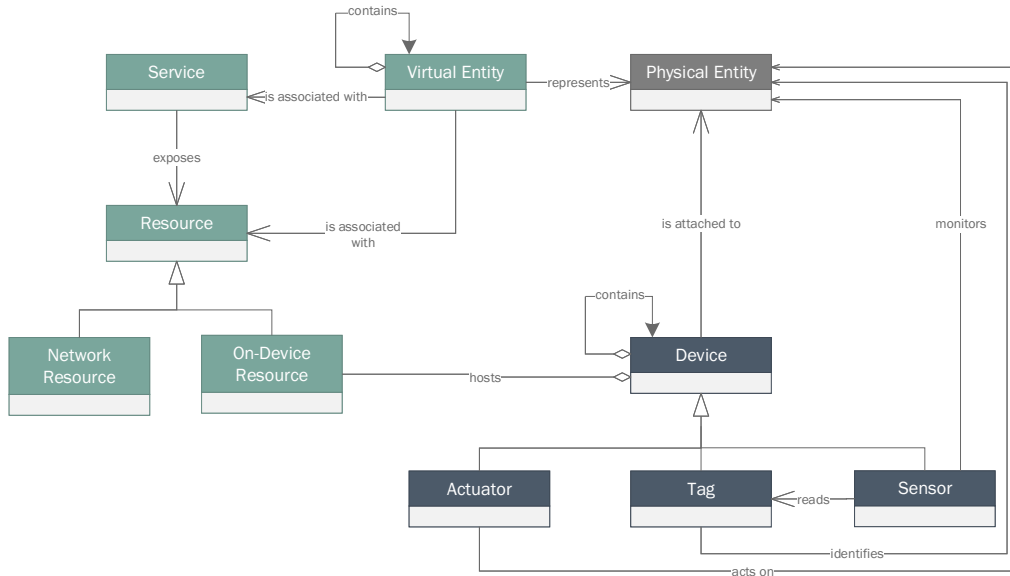 contains
Service
Virtual Entity
Physical Entity
represents
is associated with
exposes
Resource
is associated
with
is attached to
monitors
contains
Network
Resource
On-Device
Resource
Device
hosts
Actuator
Tag
Sensor
reads
identifies
acts on